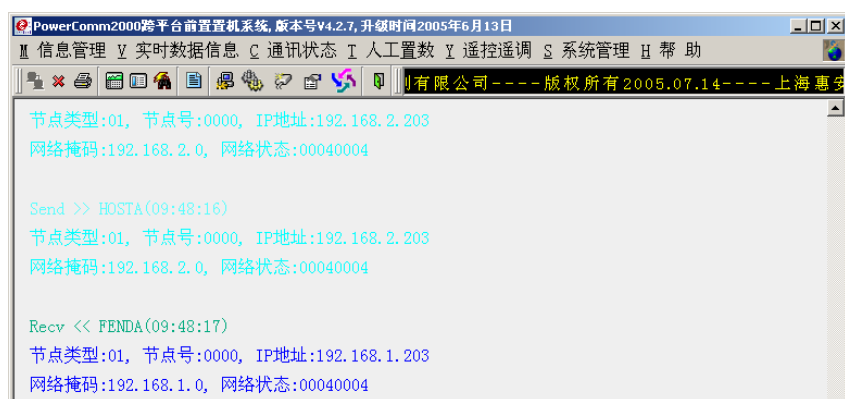 PowerComm2000跨平台前置置机系统,版本号V4.2.7,升级时间2005年6月13日
M 信息管理 V 实时数据信息 C 通讯状态 T 人工置数 Y 遥控遥调 S 系统管理 H 帮 助
有限公司----版权所有2005.07.14----上海惠安
节点类型:01, 节点号:0000, IP地址:192.168.2.203
网络掩码:192.168.2.0, 网络状态:00040004
Send >> HOSTA(09:48:16)
节点类型:01, 节点号:0000, IP地址:192.168.2.203
网络掩码:192.168.2.0, 网络状态:00040004
Recv << FENDA(09:48:17)
节点类型:01, 节点号:0000, IP地址:192.168.1.203
网络掩码:192.168.1.0, 网络状态:00040004